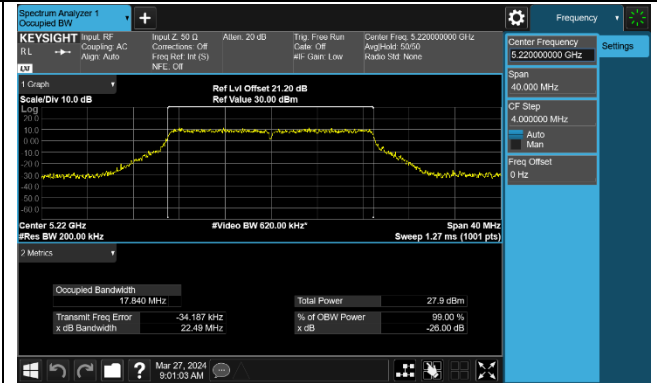 Spectrum Analyzer 1
Occupied BW
Frequency
KEYSIGHT
RL
LXI
Input: RF
Coupling: AC
Align: Auto
Input Z: 50 Ω
Corrections: Off
Freq Ref: Int (S)
NFE: Off
Atten: 20 dB
Trig: Free Run
Gate: Off
#IF Gain: Low
Center Freq: 5.220000000 GHz
Avg|Hold: 50/50
Radio Std: None
Center Frequency
5.220000000 GHz
Settings
Span
40.000 MHz
CF Step
4.000000 MHz
Auto
Man
Freq Offset
0 Hz
1 Graph
Scale/Div 10.0 dB
Ref Lvl Offset 21.20 dB
Ref Value 30.00 dBm
Log
20.0
10.0
0.00
-10.0
-20.0
-30.0
-40.0
-50.0
-60.0
Center 5.22 GHz
#Res BW 200.00 kHz
#Video BW 620.00 kHz*
Span 40 MHz
Sweep 1.27 ms (1001 pts)
2 Metrics
Occupied Bandwidth
17.840 MHz
Total Power 27.9 dBm
Transmit Freq Error -34.187 kHz
% of OBW Power 99.00 %
x dB Bandwidth 22.49 MHz
x dB -26.00 dB
Mar 27, 2024
9:01:03 AM